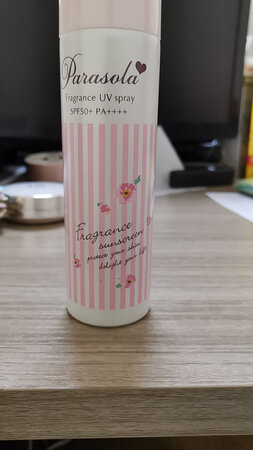 Parasola
Fragrance UV spray
SPF50+ PA++++
Fragrance
sunscreen
protect your skin
delight your life